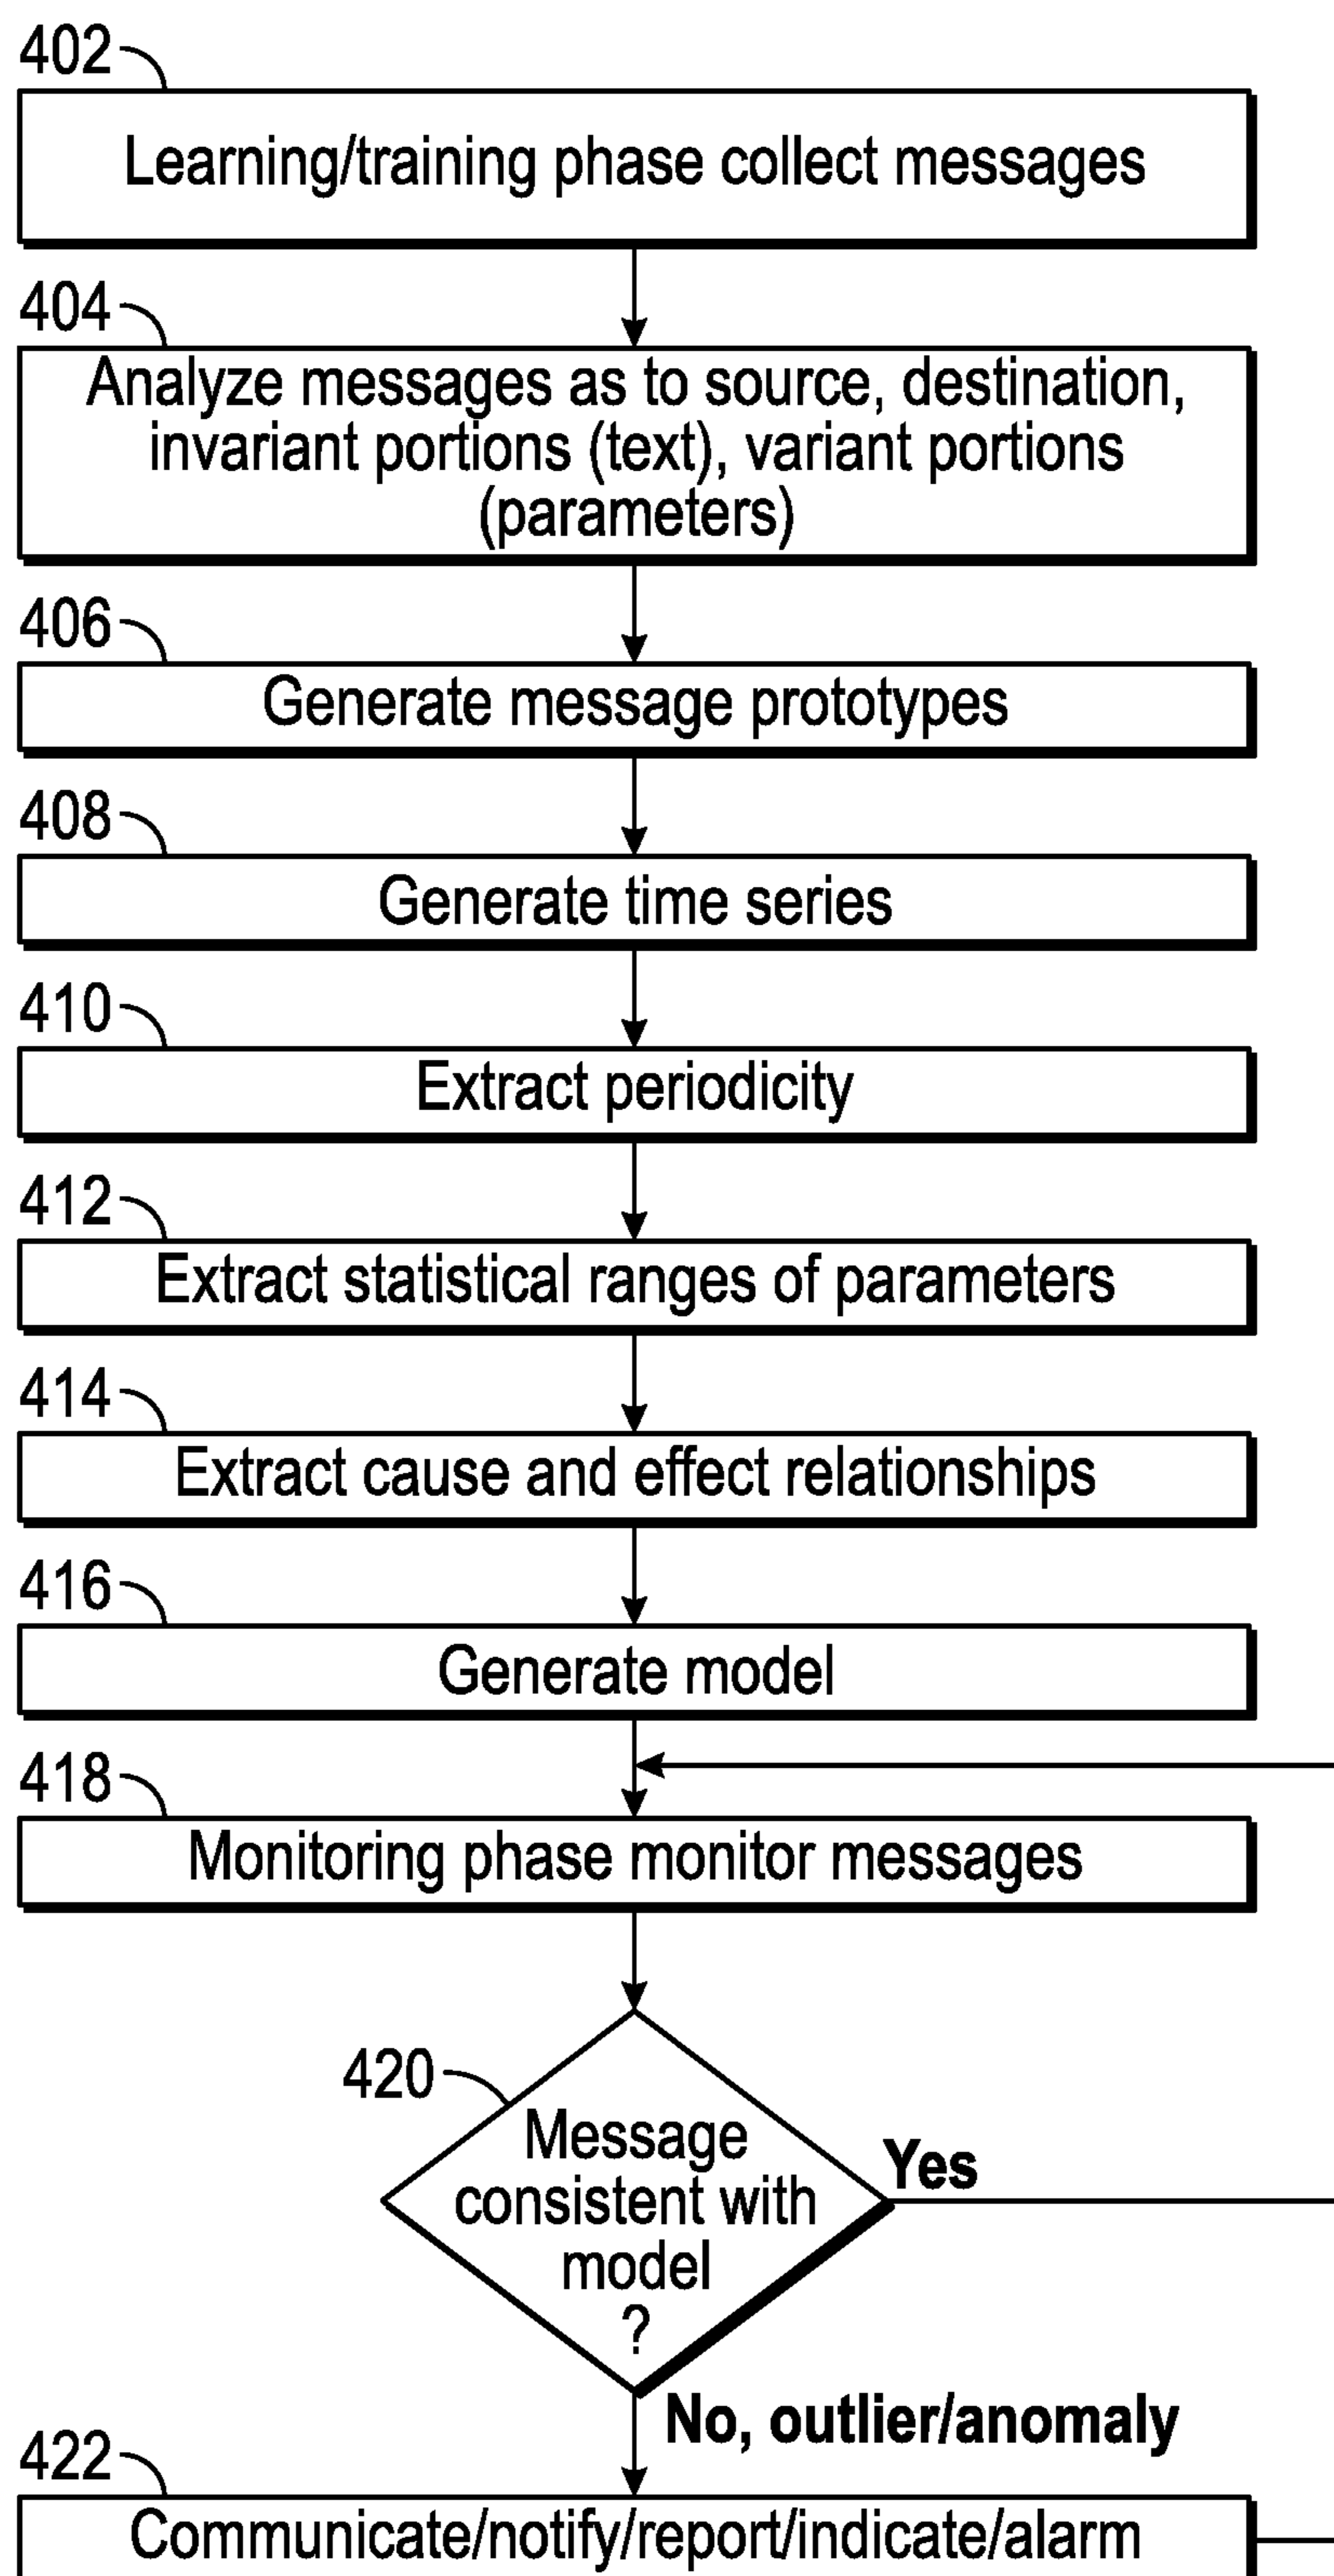 402
Learning/training phase collect messages
404
Analyze messages as to source, destination,
invariant portions (text), variant portions
(parameters)
406
Generate message prototypes
408
Generate time series
410
Extract periodicity
412
Extract statistical ranges of parameters
414
Extract cause and effect relationships
416
Generate model
418
Monitoring phase monitor messages
420
Message
consistent with
model
?
Yes
No, outlier/anomaly
422
Communicate/notify/report/indicate/alarm